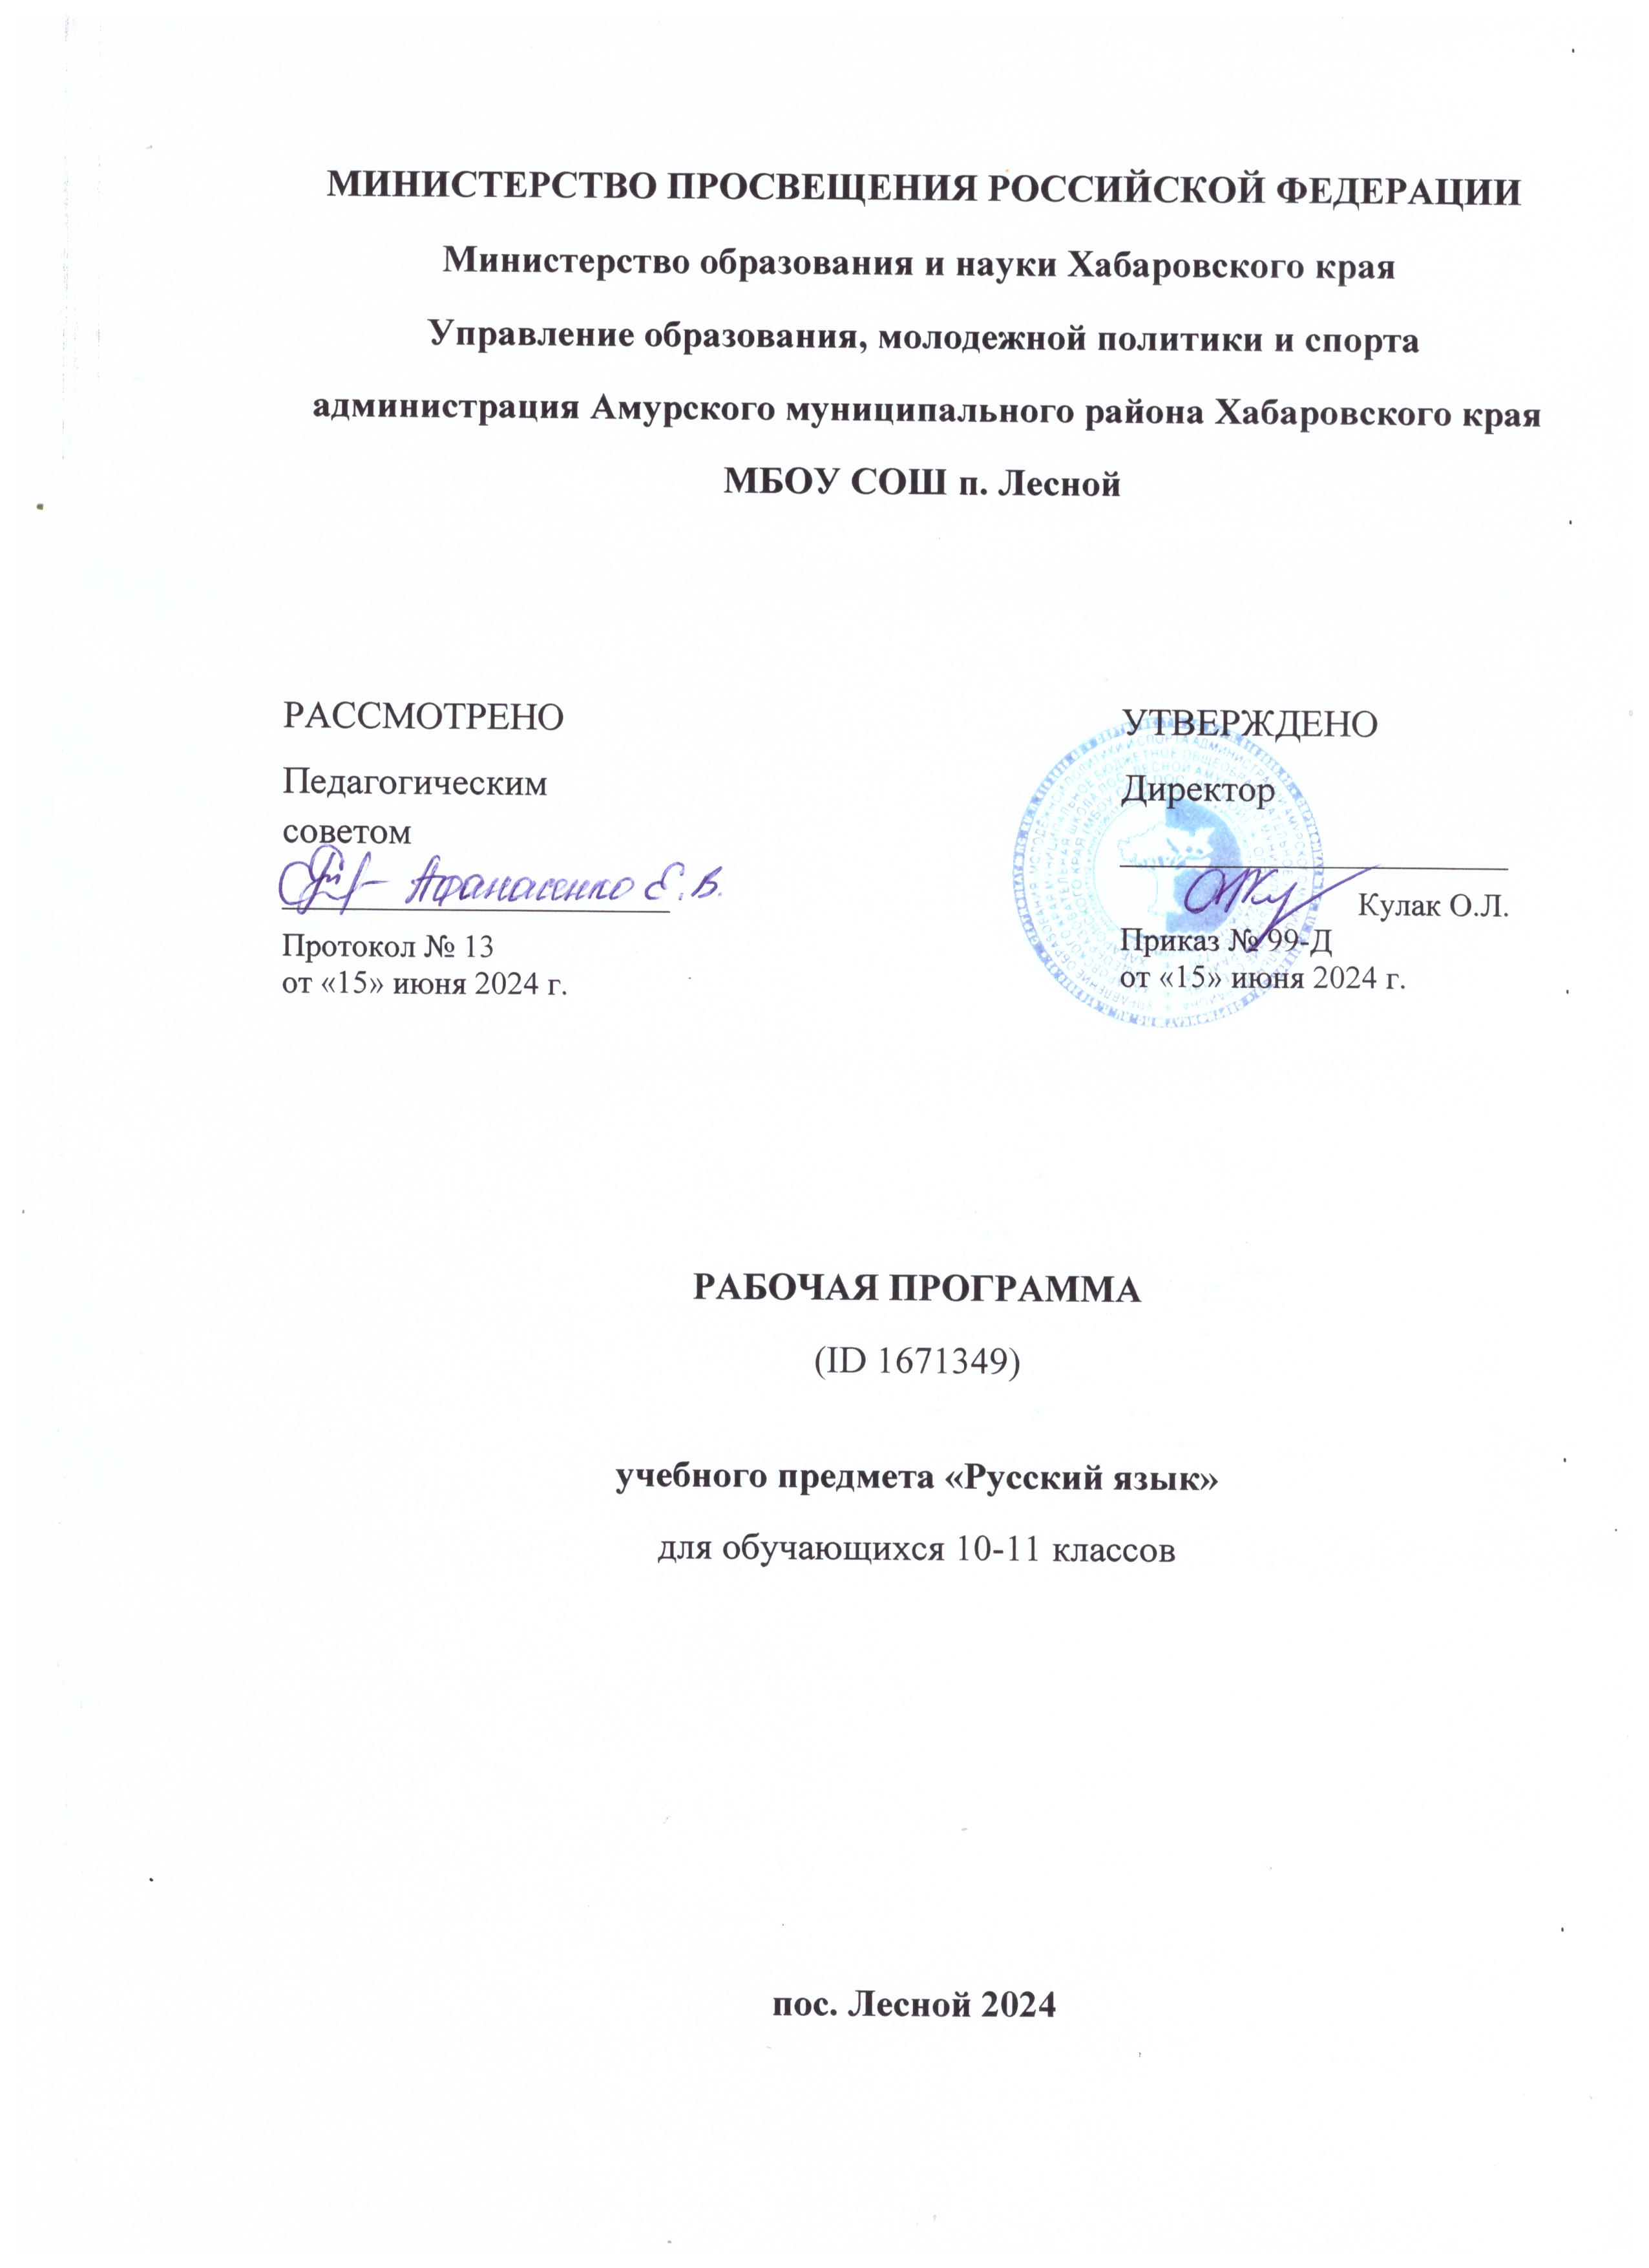 МИНИСТЕРСТВО ПРОСВЕЩЕНИЯ РОССИЙСКОЙ ФЕДЕРАЦИИ
Министерство образования и науки Хабаровского края
Управление образования, молодежной политики и спорта
администрация Амурского муниципального района Хабаровского края
МБОУ СОШ п. Лесной
РАССМОТРЕНО
Педагогическим
советом
Афанасенко Е.В.
Протокол № 13
от «15» июня 2024 г.
УТВЕРЖДЕНО
Директор
Кулак О.Л.
Приказ № 99-Д
от «15» июня 2024 г.
РАБОЧАЯ ПРОГРАММА
(ID 1671349)
учебного предмета «Русский язык»
для обучающихся 10-11 классов
пос. Лесной 2024